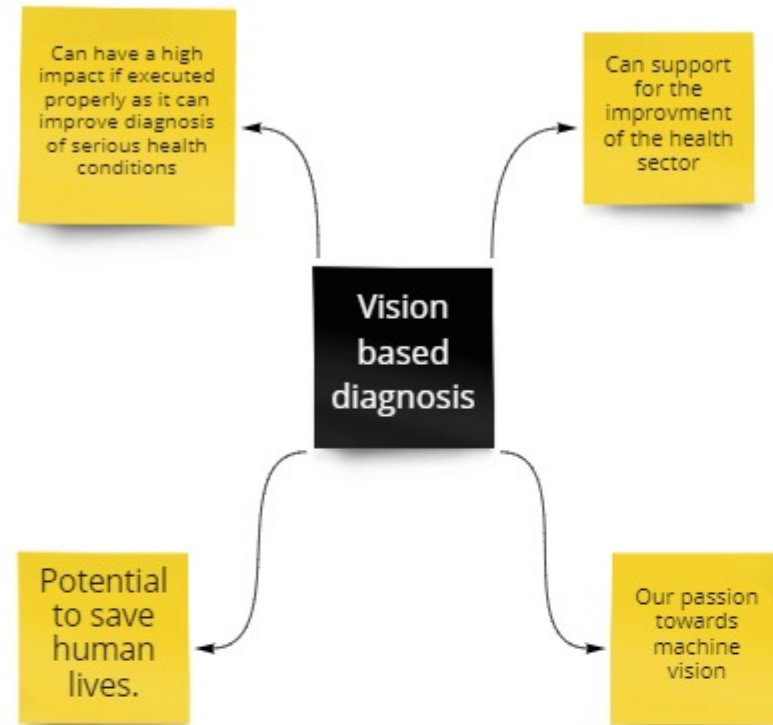 Can have a high
impact if executed
properly as it can
improve diagnosis
of serious health
conditions
Can support
for the
improvment
of the health
sector
Vision
based
diagnosis
Potential
to save
human
lives.
Our passion
towards
machine
vision